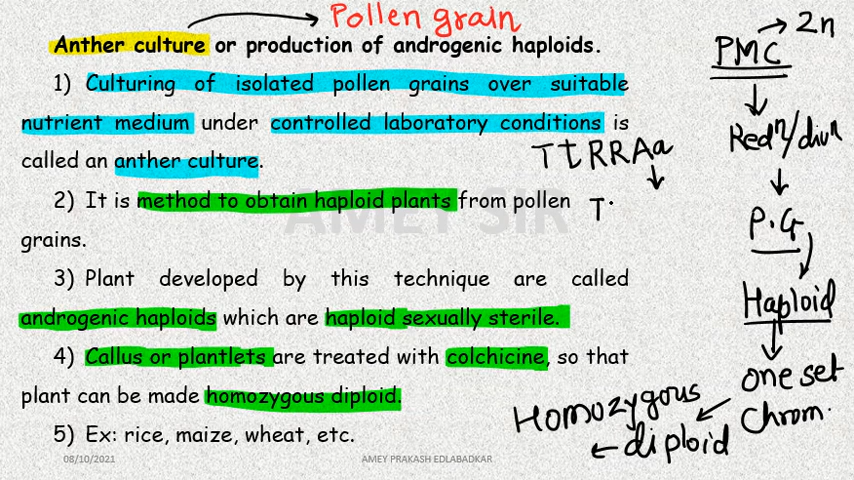 Pollen grain
Anther culture or production of androgenic haploids.
1) Culturing of isolated pollen grains over suitable
nutrient medium under controlled laboratory conditions is
called an anther culture.
2) It is method to obtain haploid plants from pollen
grains.
3) Plant developed by this technique are called
androgenic haploids which are haploid sexually sterile.
4) Callus or plantlets are treated with colchicine, so that
plant can be made homozygous diploid.
5) Ex: rice, maize, wheat, etc.
TtRRAa
T.
PMC → 2n
Redⁿ/divⁿ
P.G
Haploid
one set
Chrom.
Homozygous
diploid
AMEY SIR
08/10/2021
AMEY PRAKASH EDLABADKAR